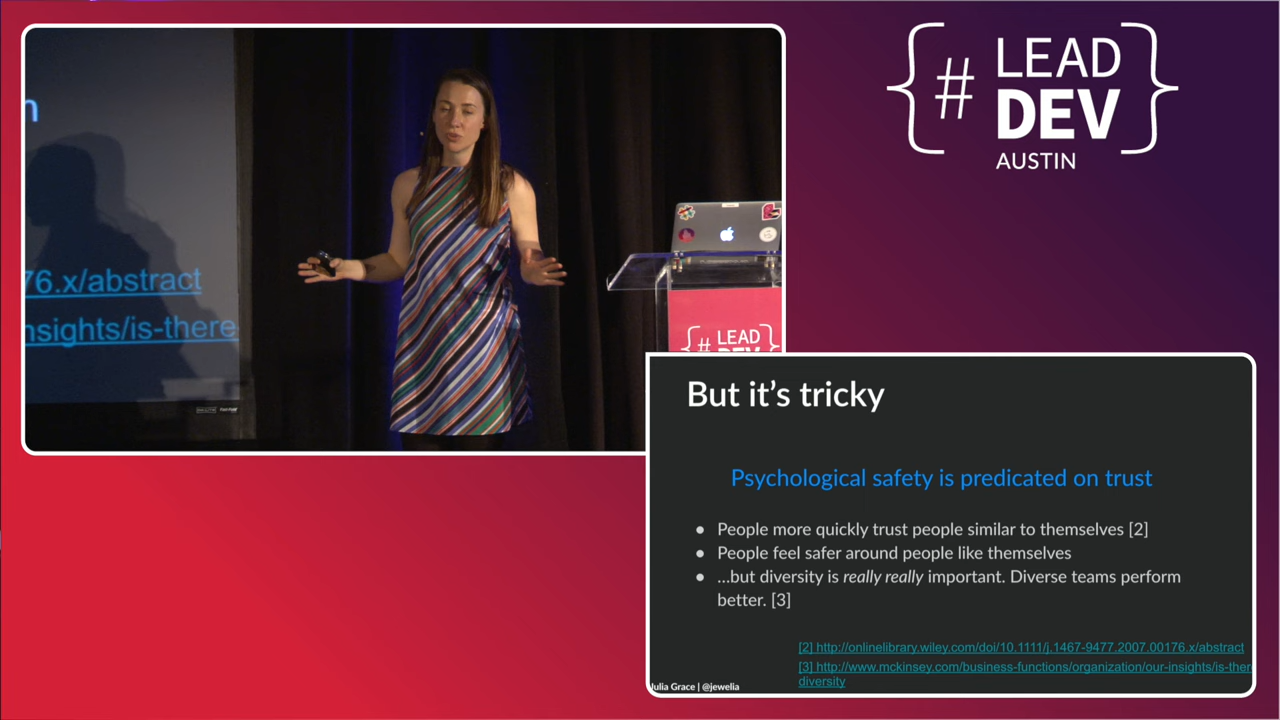 n
76.x/abstract
nsights/is-there
{# LEAD
DEV
{ # LEAD
DEV }
AUSTIN
But it's tricky
Psychological safety is predicated on trust
● People more quickly trust people similar to themselves [2]
● People feel safer around people like themselves
● ...but diversity is really really important. Diverse teams perform
better. [3]
[2] http://onlinelibrary.wiley.com/doi/10.1111/j.1467-9477.2007.00176.x/abstract
[3] http://www.mckinsey.com/business-functions/organization/our-insights/is-ther
diversity
Julia Grace | @jewelia